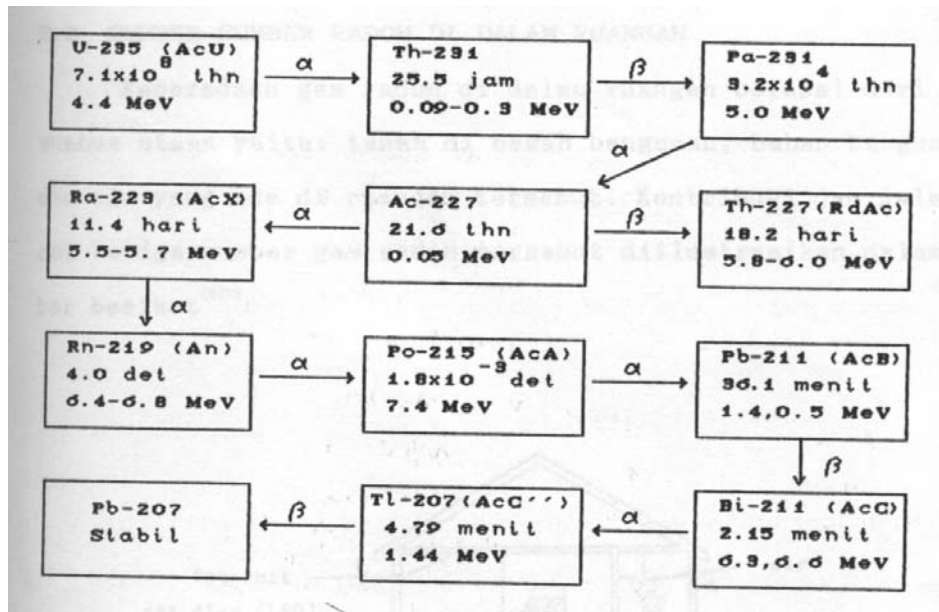 U-235 (AcU)
7.1x10⁸ thn
4.4 MeV
α
Th-231
25.5 jam
0.09-0.3 MeV
β
Pa-231
3.2x10⁴ thn
5.0 MeV
α
Ra-223 (AcX)
11.4 hari
5.5-5.7 MeV
α
Ac-227
21.6 thn
0.05 MeV
β
Th-227(RdAc)
18.2 hari
5.8-6.0 MeV
α
Rn-219 (An)
4.0 det
6.4-6.8 MeV
α
Po-215 (AcA)
1.8x10⁻³ det
7.4 MeV
α
Pb-211 (AcB)
36.1 menit
1.4,0.5 MeV
β
Pb-207
Stabil
β
Tl-207(AcC'')
4.79 menit
1.44 MeV
α
Bi-211 (AcC)
2.15 menit
6.3,6.6 MeV